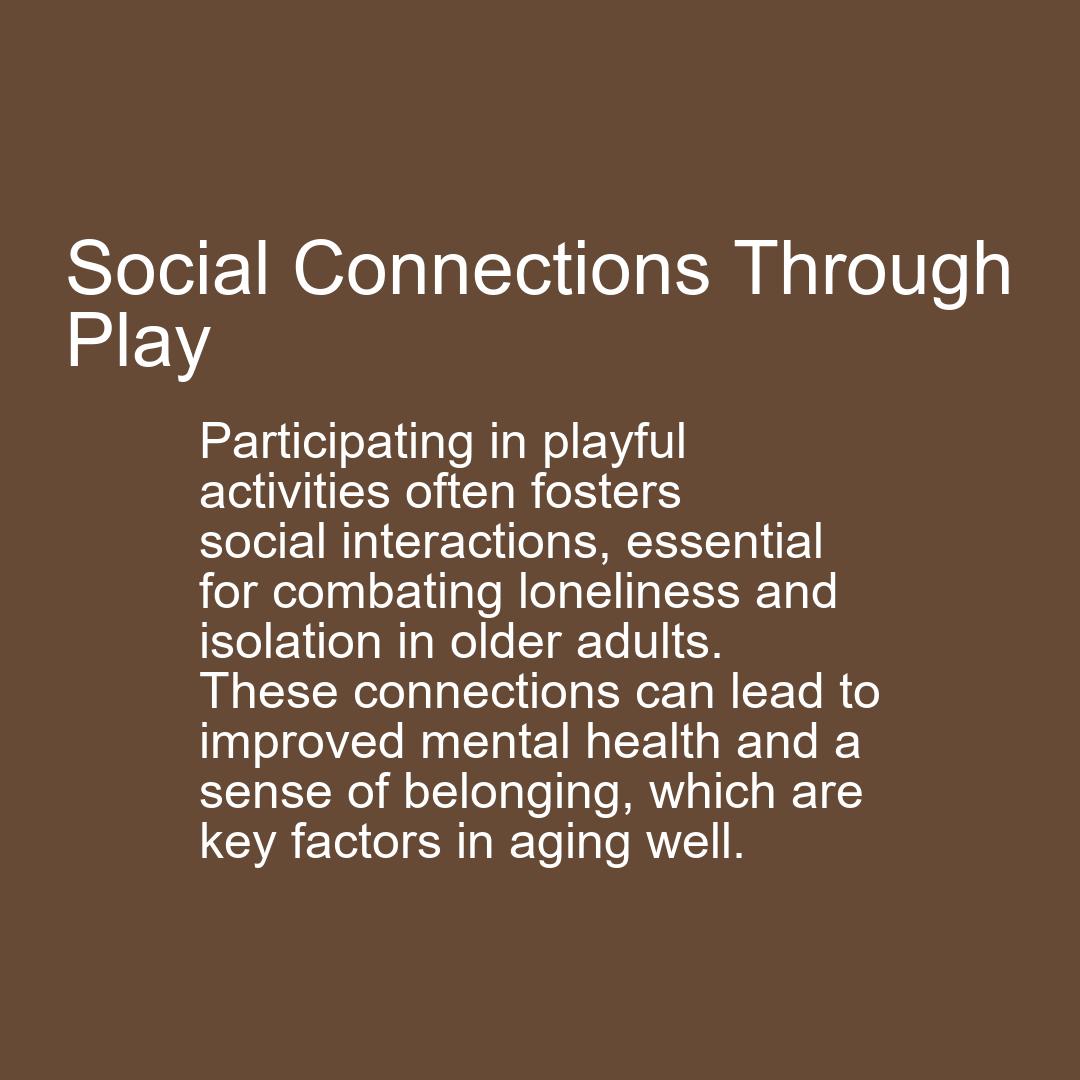 Social Connections Through
Play
Participating in playful
activities often fosters
social interactions, essential
for combating loneliness and
isolation in older adults.
These connections can lead to
improved mental health and a
sense of belonging, which are
key factors in aging well.